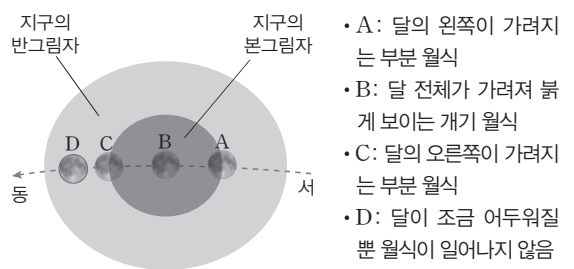 지구의
반그림자
지구의
본그림자
D C B A
동
서
• A: 달의 왼쪽이 가려지
는 부분 월식
• B: 달 전체가 가려져 붉
게 보이는 개기 월식
• C: 달의 오른쪽이 가려지
는 부분 월식
• D: 달이 조금 어두워질
뿐 월식이 일어나지 않음